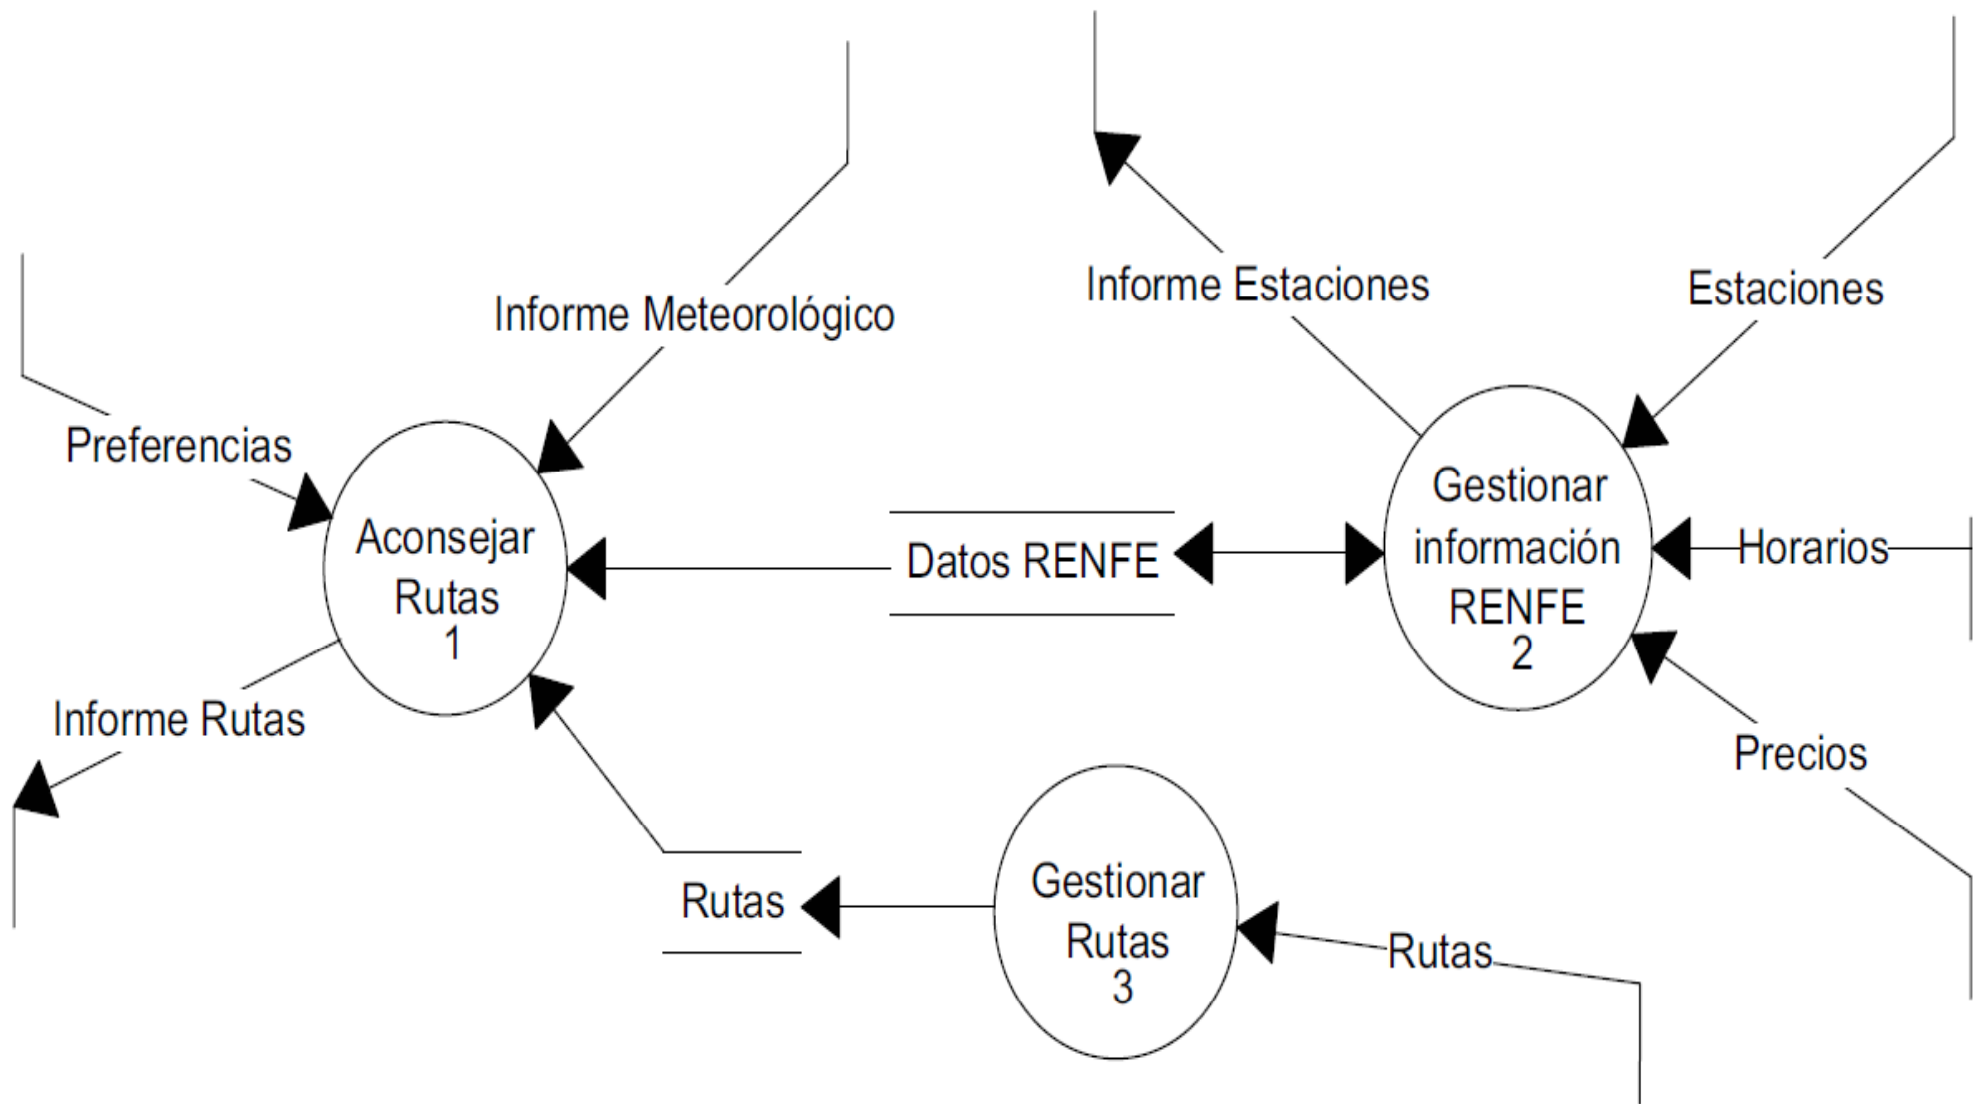 Informe Estaciones
Estaciones
Informe Meteorológico
Preferencias
Aconsejar
Rutas
1
Datos RENFE
Gestionar
información
RENFE
2
Horarios
Informe Rutas
Precios
Rutas
Gestionar
Rutas
3
Rutas